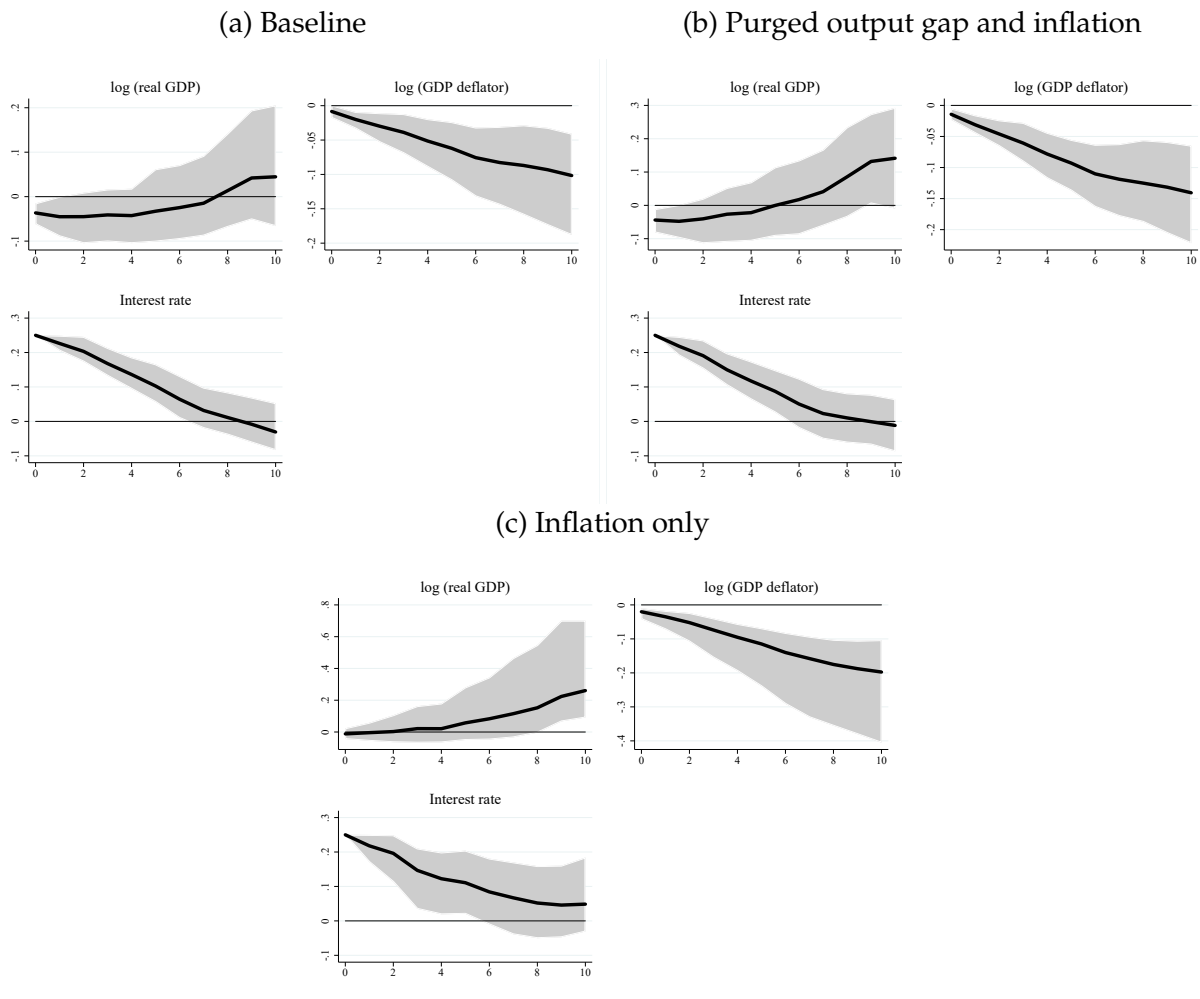 (a) Baseline
(b) Purged output gap and inflation
log (real GDP)
log (GDP deflator)
log (real GDP)
log (GDP deflator)
.2
.1
0
-.1
0 2 4 6 8 10
0
-.05
-.1
-.15
-.2
0 2 4 6 8 10
.3
.2
.1
0
-.1
0 2 4 6 8 10
0
-.05
-.1
-.15
-.2
0 2 4 6 8 10
Interest rate
Interest rate
.3
.2
.1
0
-.1
0 2 4 6 8 10
.3
.2
.1
0
-.1
0 2 4 6 8 10
(c) Inflation only
log (real GDP)
log (GDP deflator)
.8
.6
.4
.2
0
0 2 4 6 8 10
0
-.1
-.2
-.3
-.4
0 2 4 6 8 10
Interest rate
.3
.2
.1
0
-.1
0 2 4 6 8 10